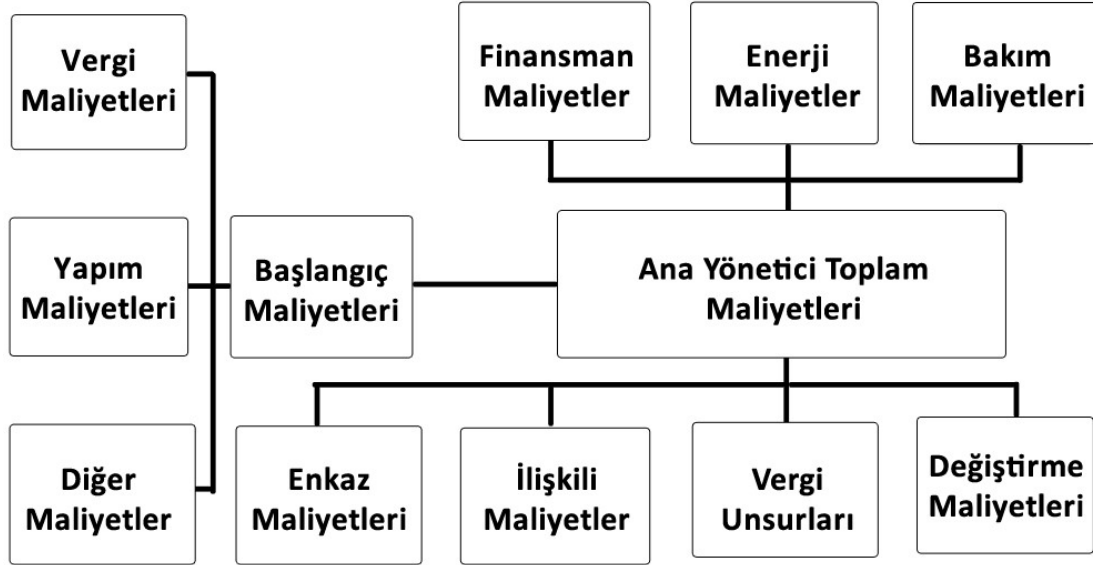 Vergi
Maliyetleri
Finansman
Maliyetler
Enerji
Maliyetler
Bakım
Maliyetleri
Yapım
Maliyetleri
Başlangıç
Maliyetleri
Ana Yönetici Toplam
Maliyetleri
Diğer
Maliyetler
Enkaz
Maliyetleri
İlişkili
Maliyetler
Vergi
Unsurları
Değiştirme
Maliyetleri